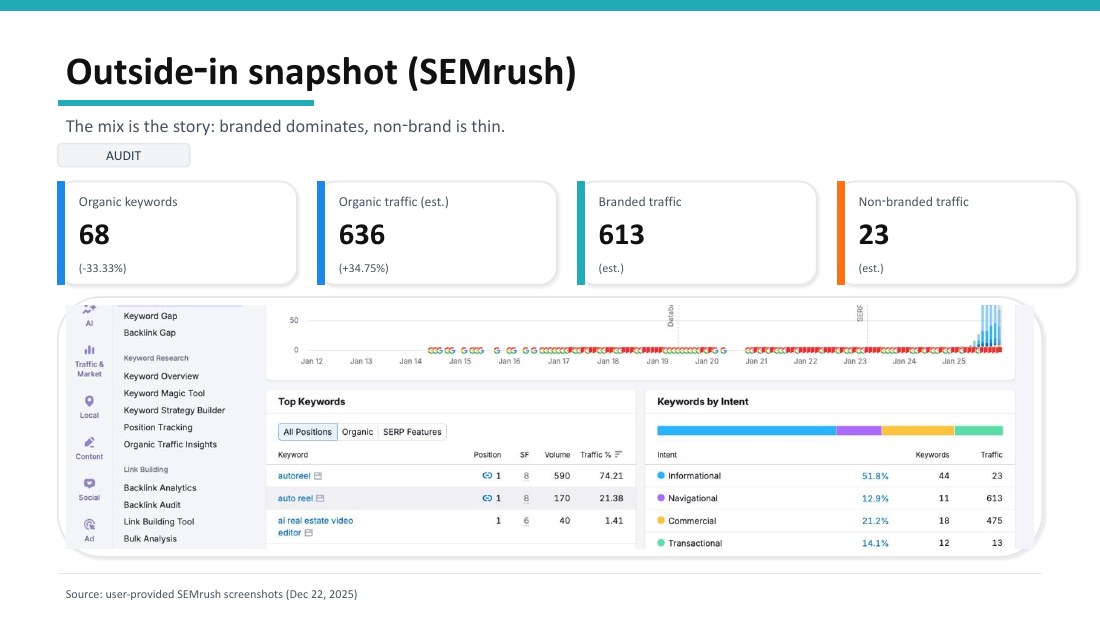 Outside-in snapshot (SEMrush)
The mix is the story: branded dominates, non-brand is thin.
AUDIT
Organic keywords
68
(-33.33%)
Organic traffic (est.)
636
(+34.75%)
Branded traffic
613
(est.)
Non-branded traffic
23
(est.)
AI
Traffic &
Market
Local
Content
Social
Ad
Keyword Gap
Backlink Gap
Keyword Research
Keyword Overview
Keyword Magic Tool
Keyword Strategy Builder
Position Tracking
Organic Traffic Insights
Link Building
Backlink Analytics
Backlink Audit
Link Building Tool
Bulk Analysis
50
0
SERF
Jan 12 Jan 13 Jan 14 Jan 15 Jan 16 Jan 17 Jan 18 Jan 19 Jan 20 Jan 21 Jan 22 Jan 23 Jan 24 Jan 25
Top Keywords
All Positions Organic SERP Features
Keyword Position SF Volume Traffic %
autoreel 1 8 590 74.21
auto reel 1 8 170 21.38
ai real estate video
editor 1 6 40 1.41
Keywords by Intent
Intent Keywords Traffic
Informational 51.8% 44 23
Navigational 12.9% 11 613
Commercial 21.2% 18 475
Transactional 14.1% 12 13
Source: user-provided SEMrush screenshots (Dec 22, 2025)